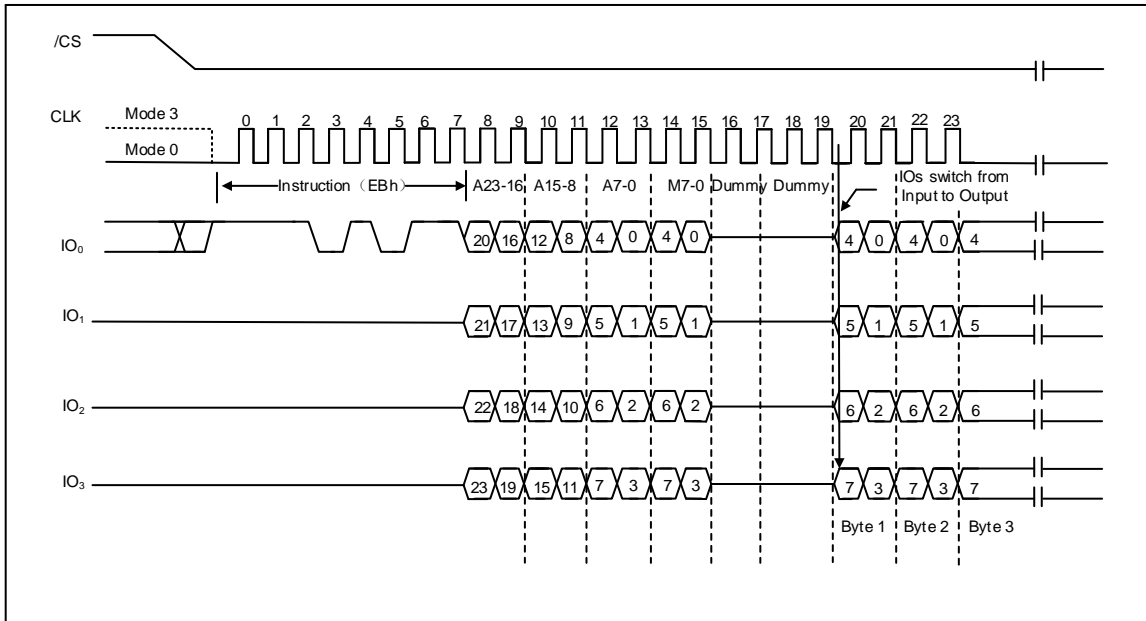 /CS
CLK
Mode 3
Mode 0
0 1 2 3 4 5 6 7 8 9 10 11 12 13 14 15 16 17 18 19 20 21 22 23
Instruction（EBh）
A23-16 A15-8 A7-0 M7-0 Dummy Dummy
IOs switch from
Input to Output
IO₀
20 16 12 8 4 0 4 0 4 0 4 0 4
IO₁
21 17 13 9 5 1 5 1 5 1 5 1 5
IO₂
22 18 14 10 6 2 6 2 6 2 6 2 6
IO₃
23 19 15 11 7 3 7 3 7 3 7 3 7
Byte 1 Byte 2 Byte 3